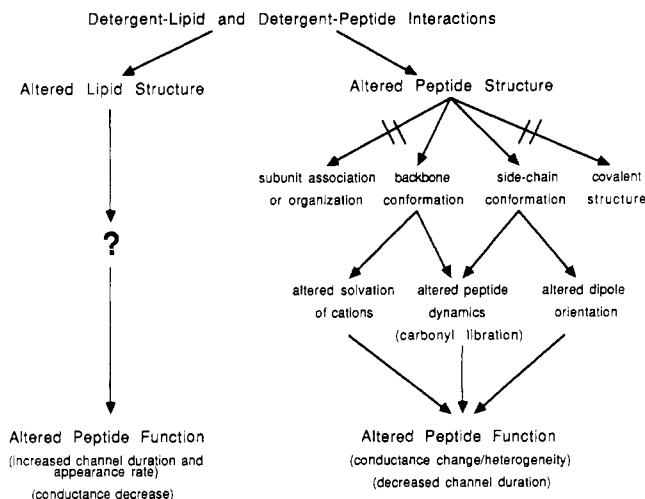 Detergent-Lipid and Detergent-Peptide Interactions
Altered Lipid Structure
Altered Peptide Structure
subunit association
or organization
backbone
conformation
side-chain
conformation
covalent
structure
?
altered solvation
of cations
altered peptide
dynamics
(carbonyl libration)
altered dipole
orientation
Altered Peptide Function
(increased channel duration and
appearance rate)
(conductance decrease)
Altered Peptide Function
(conductance change/heterogeneity)
(decreased channel duration)